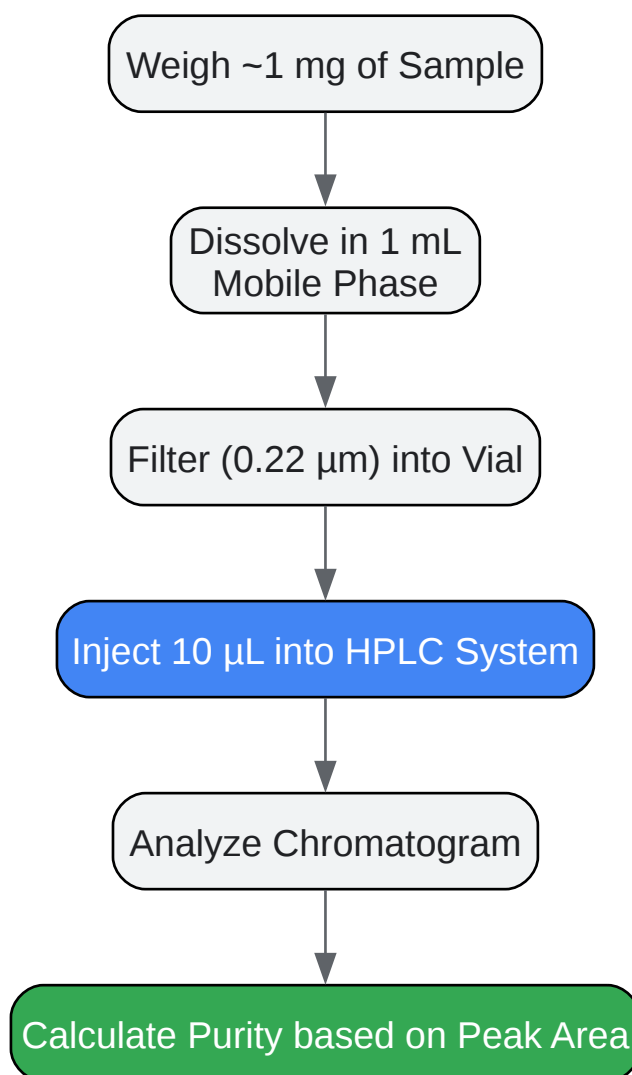 Weigh ~1 mg of Sample
Dissolve in 1 mL
Mobile Phase
Filter (0.22 µm) into Vial
Inject 10 µL into HPLC System
Analyze Chromatogram
Calculate Purity based on Peak Area